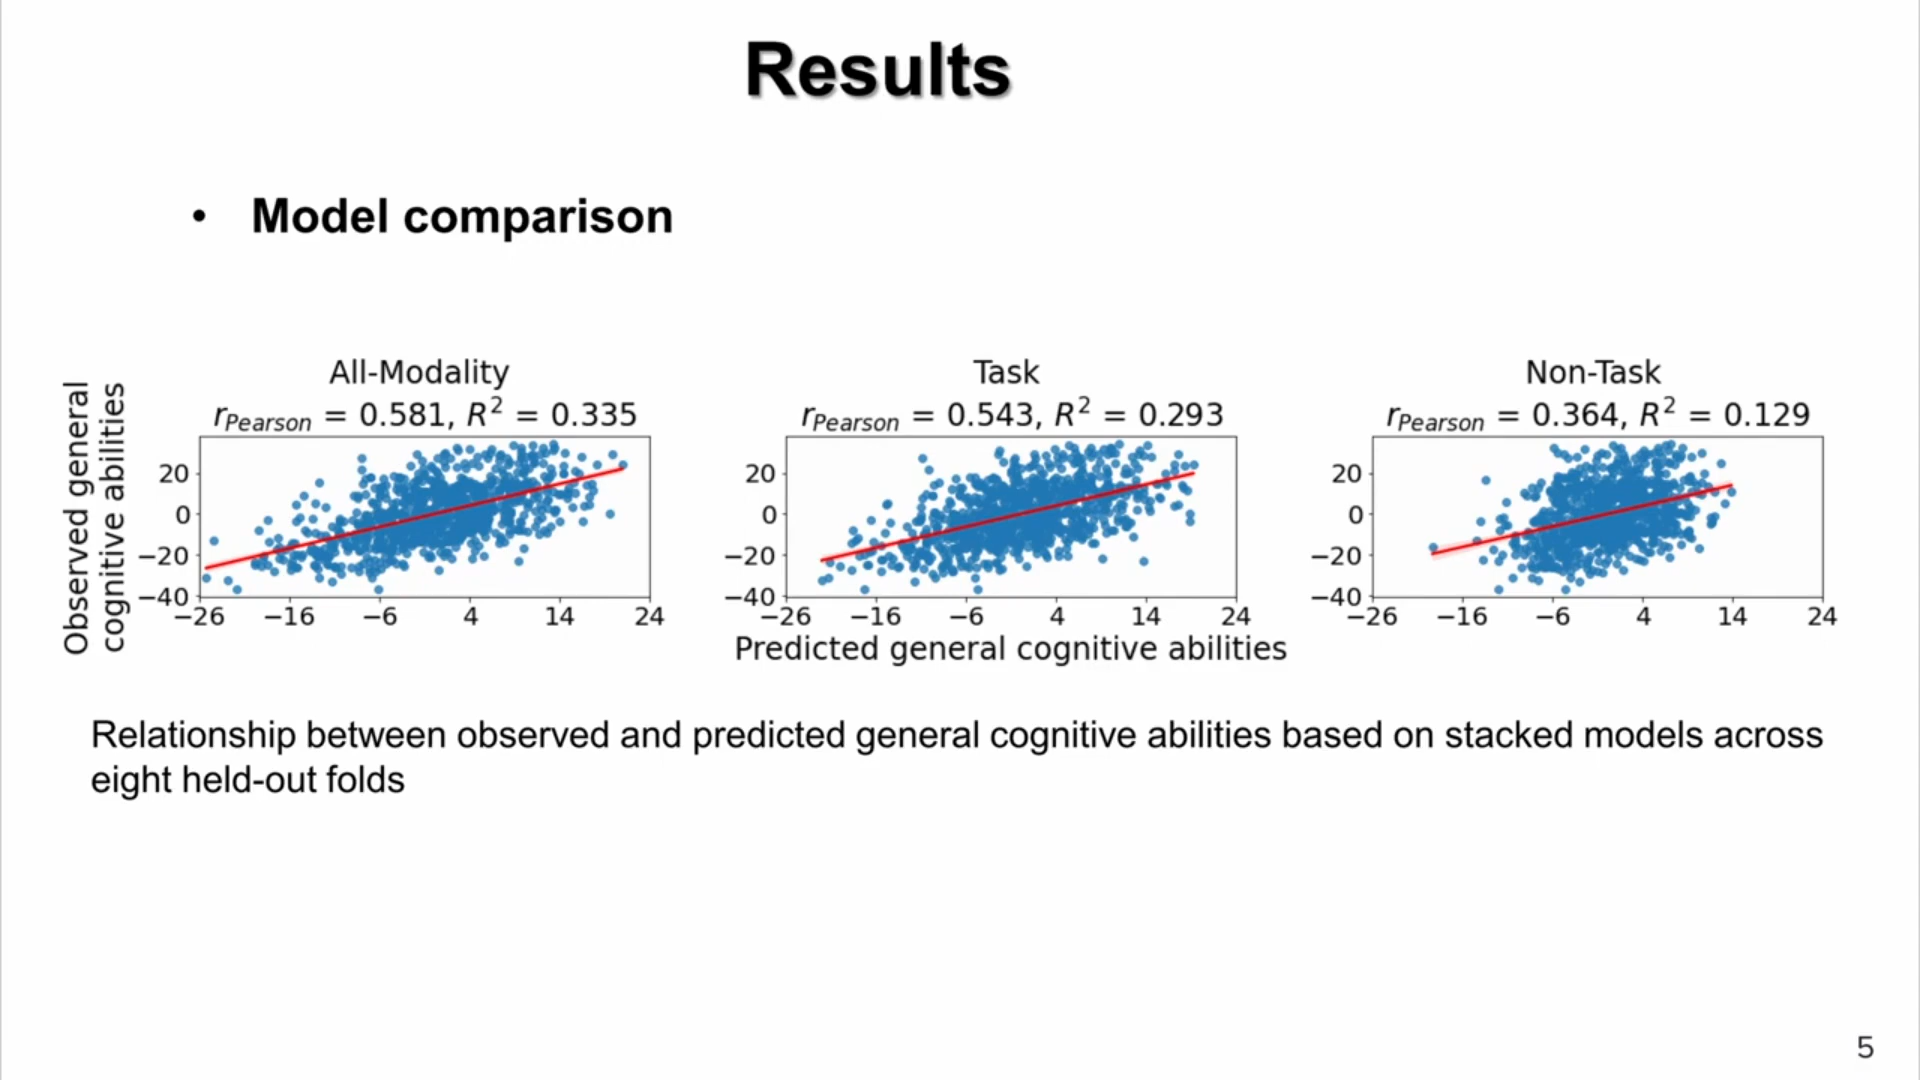 Results
• Model comparison
Observed general
cognitive abilities
All-Modality
r_Pearson = 0.581, R² = 0.335
20
0
−20
−40
−26 −16 −6 4 14 24
Task
r_Pearson = 0.543, R² = 0.293
20
0
−20
−40
−26 −16 −6 4 14 24
Non-Task
r_Pearson = 0.364, R² = 0.129
20
0
−20
−40
−26 −16 −6 4 14 24
Predicted general cognitive abilities
Relationship between observed and predicted general cognitive abilities based on stacked models across
eight held-out folds
5